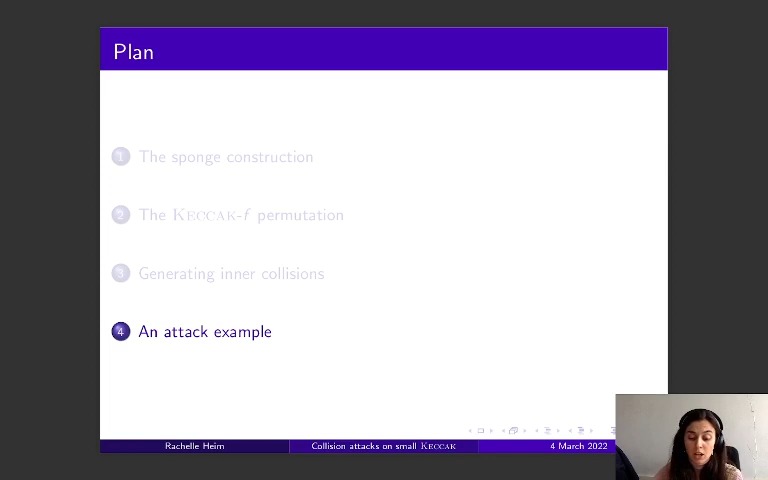 Plan
1 The sponge construction
2 The Keccak-f permutation
3 Generating inner collisions
4 An attack example
Rachelle Heim Collision attacks on small Keccak 4 March 2022